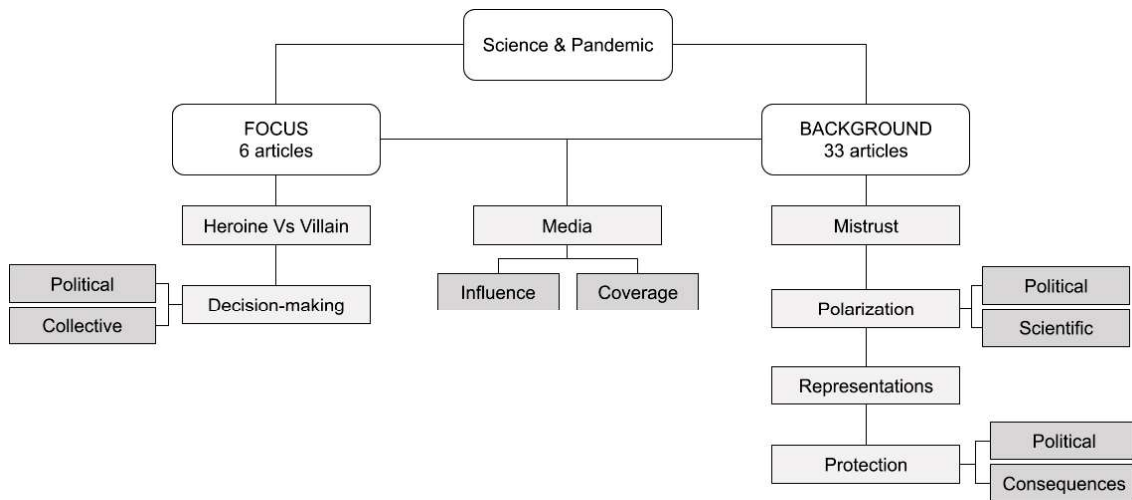 Science & Pandemic
FOCUS
6 articles
BACKGROUND
33 articles
Heroine Vs Villain
Media
Mistrust
Political
Collective
Decision-making
Influence
Coverage
Polarization
Political
Scientific
Representations
Protection
Political
Consequences